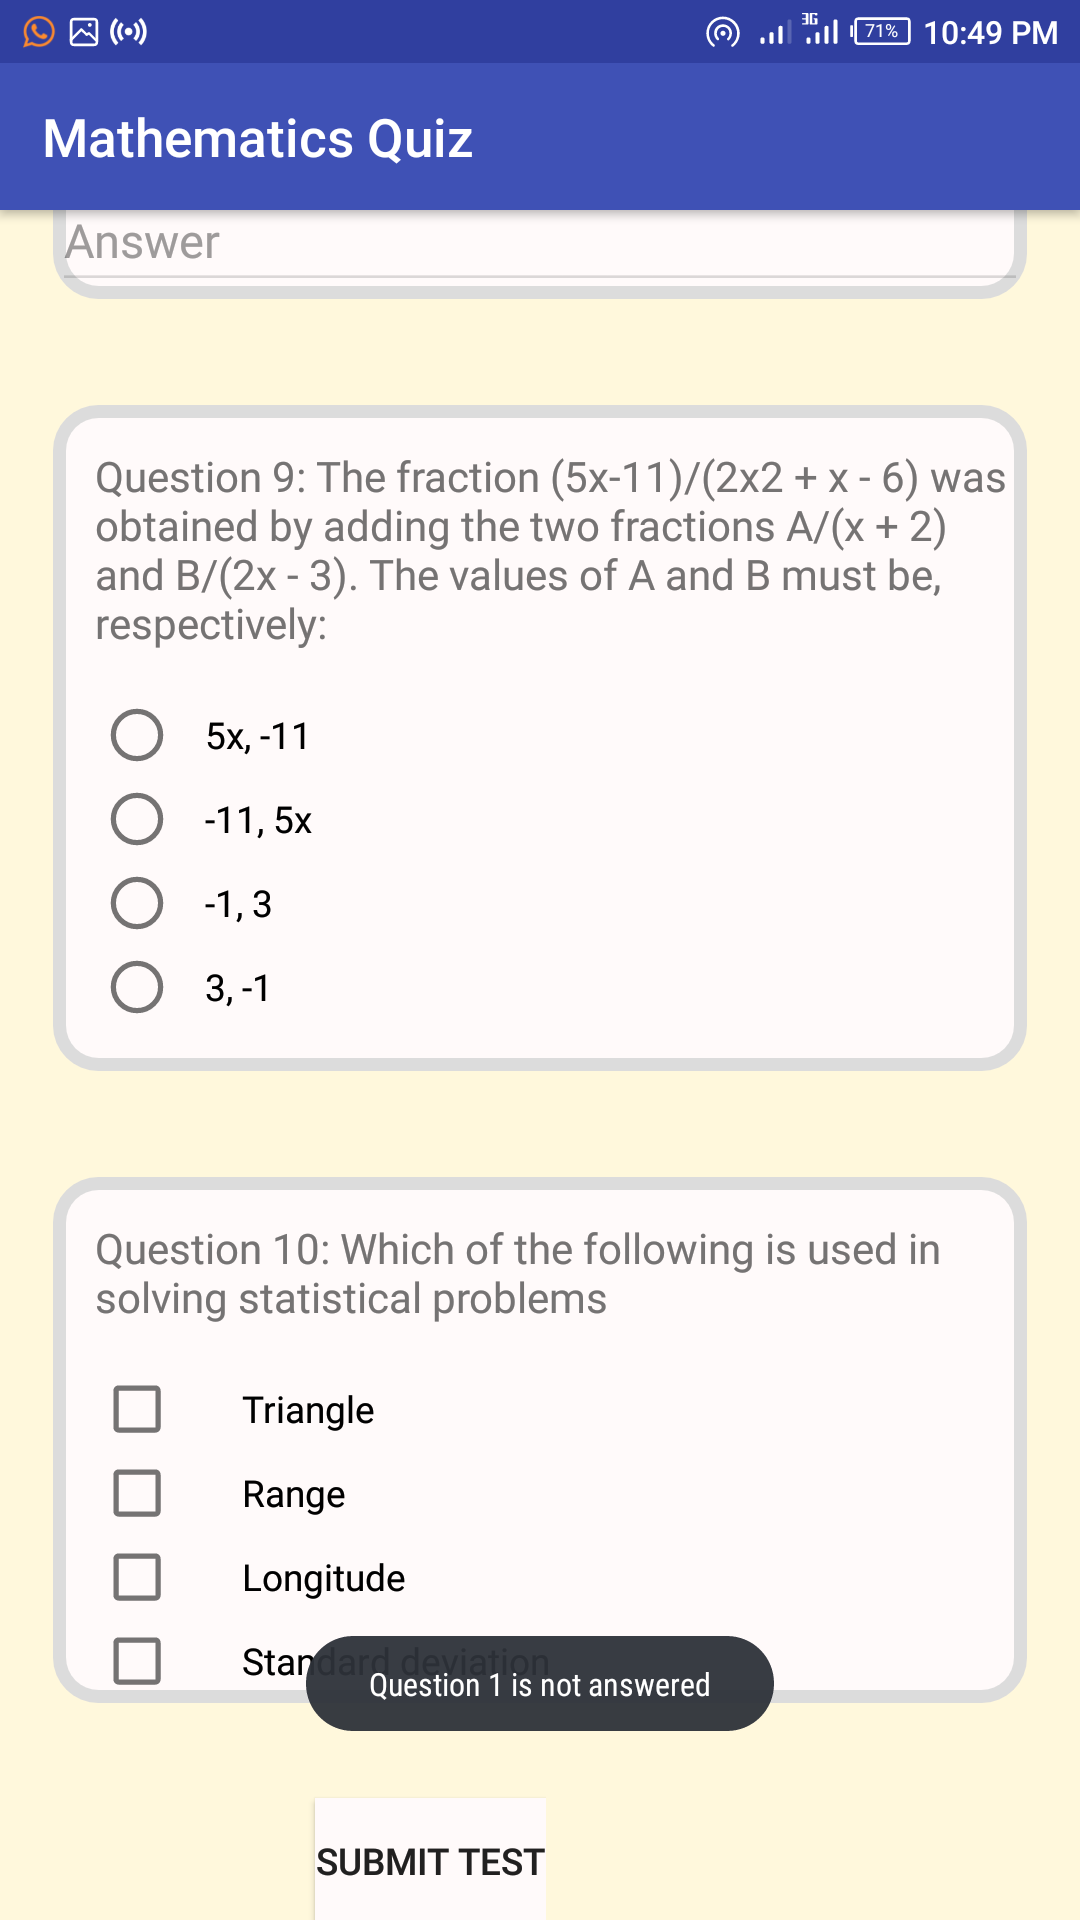 3G
71%
10:49 PM
Mathematics Quiz
Answer
Question 9: The fraction (5x-11)/(2x2 + x - 6) was
obtained by adding the two fractions A/(x + 2)
and B/(2x - 3). The values of A and B must be,
respectively:
5x, -11
-11, 5x
-1, 3
3, -1
Question 10: Which of the following is used in
solving statistical problems
Triangle
Range
Longitude
Standard deviation
Question 1 is not answered
SUBMIT TEST